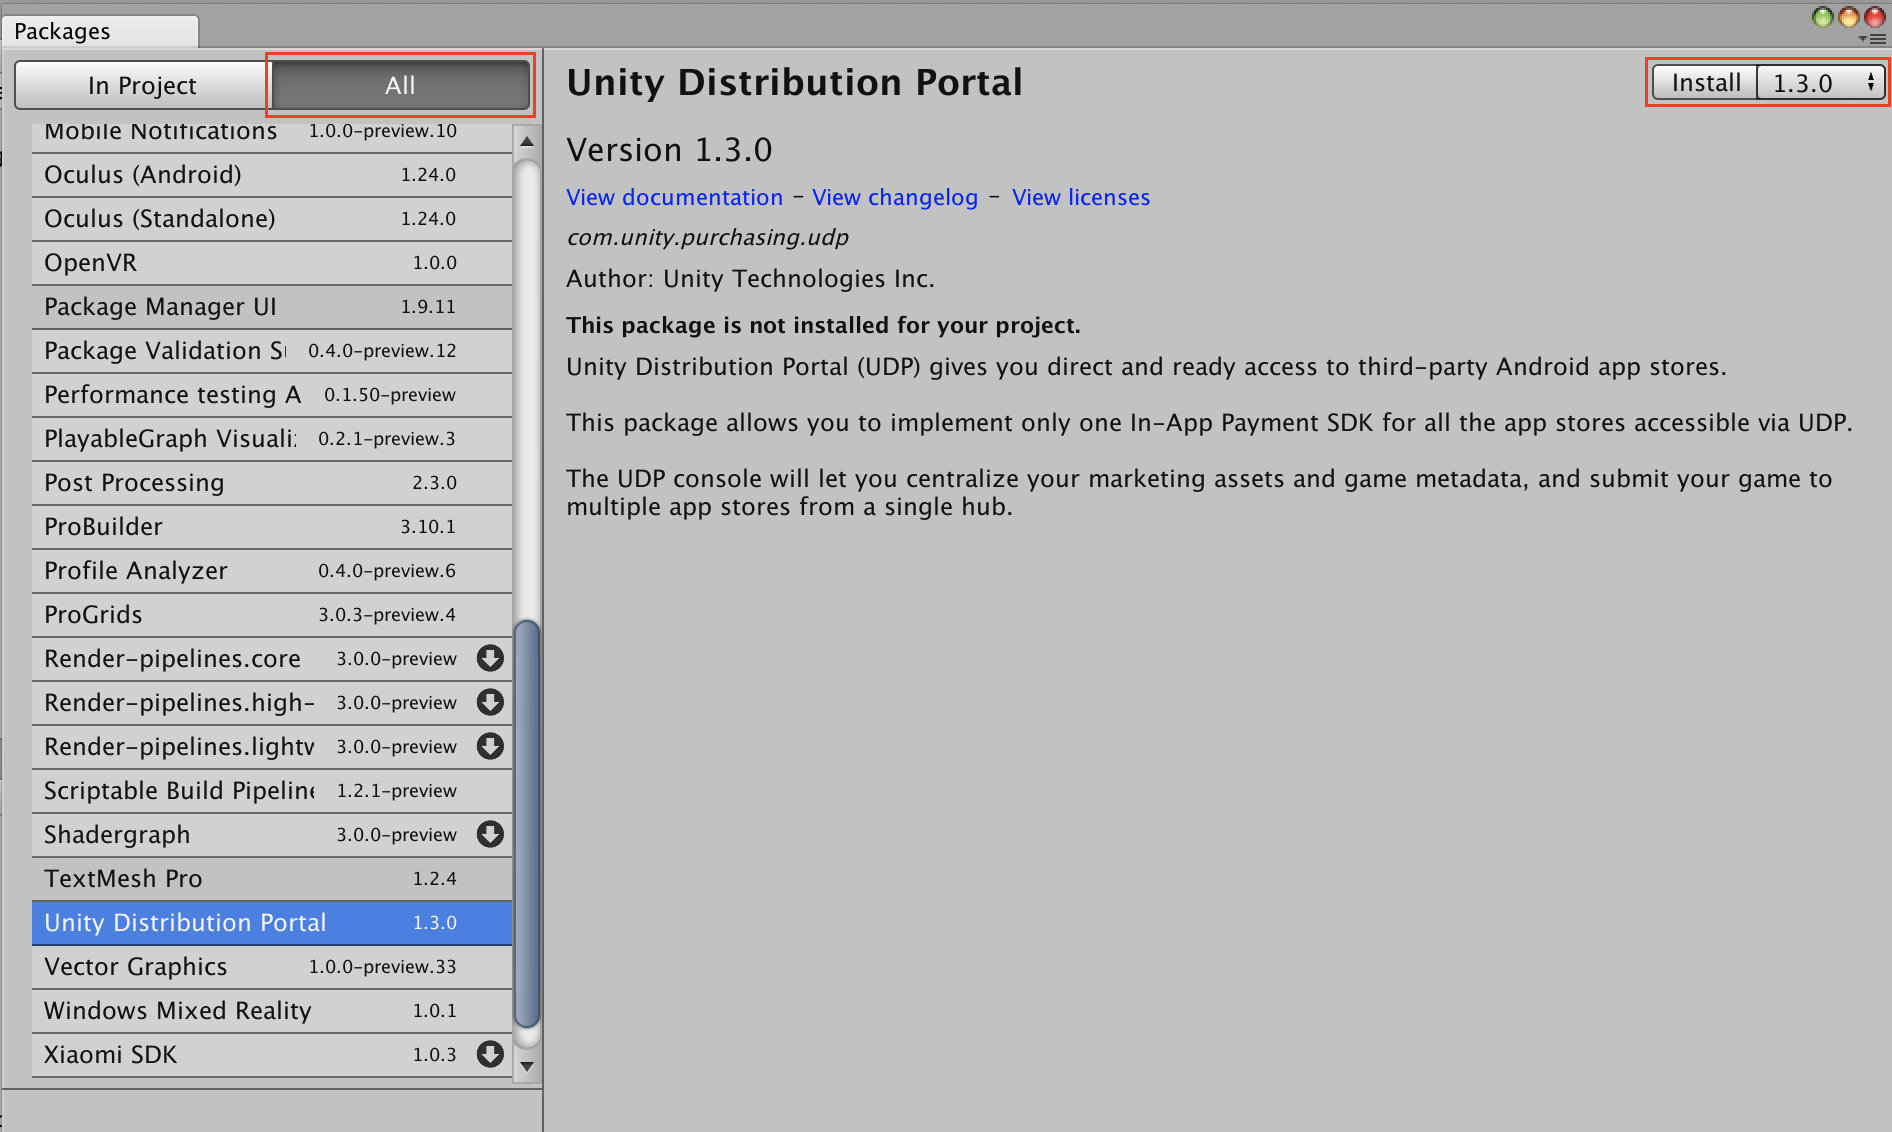 Packages
In Project
All
Mobile Notifications 1.0.0-preview.10
Oculus (Android) 1.24.0
Oculus (Standalone) 1.24.0
OpenVR 1.0.0
Package Manager UI 1.9.11
Package Validation S 0.4.0-preview.12
Performance testing A 0.1.50-preview
PlayableGraph Visuali 0.2.1-preview.3
Post Processing 2.3.0
ProBuilder 3.10.1
Profile Analyzer 0.4.0-preview.6
ProGrids 3.0.3-preview.4
Render-pipelines.core 3.0.0-preview
Render-pipelines.high- 3.0.0-preview
Render-pipelines.lightw 3.0.0-preview
Scriptable Build Pipeline 1.2.1-preview
Shadergraph 3.0.0-preview
TextMesh Pro 1.2.4
Unity Distribution Portal 1.3.0
Vector Graphics 1.0.0-preview.33
Windows Mixed Reality 1.0.1
Xiaomi SDK 1.0.3
Unity Distribution Portal
Install 1.3.0
Version 1.3.0
View documentation - View changelog - View licenses
com.unity.purchasing.udp
Author: Unity Technologies Inc.
This package is not installed for your project.
Unity Distribution Portal (UDP) gives you direct and ready access to third-party Android app stores.
This package allows you to implement only one In-App Payment SDK for all the app stores accessible via UDP.
The UDP console will let you centralize your marketing assets and game metadata, and submit your game to
multiple app stores from a single hub.